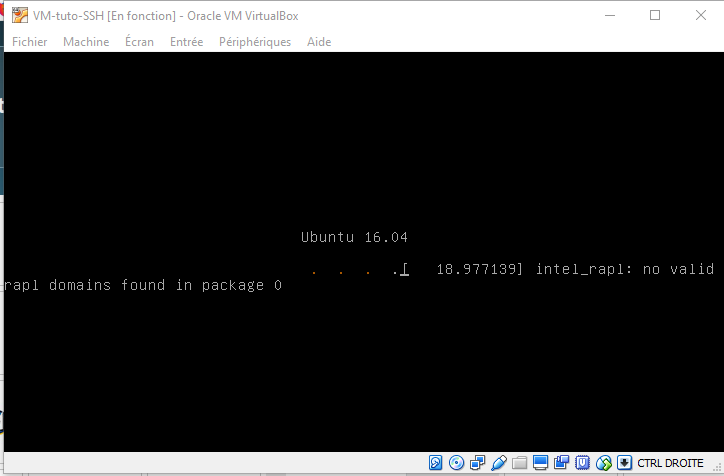 VM-tuto-SSH [En fonction] - Oracle VM VirtualBox
Fichier Machine Écran Entrée Périphériques Aide
Ubuntu 16.04
. . . .[ 18.977139] intel_rapl: no valid
rapl domains found in package 0
CTRL DROITE